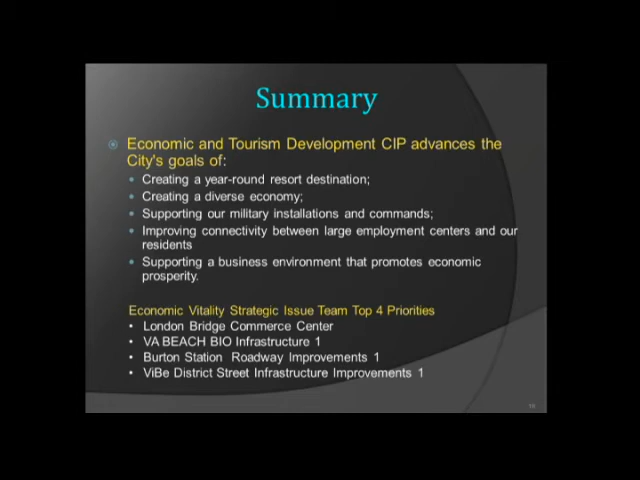 Summary
Economic and Tourism Development CIP advances the
City's goals of:
• Creating a year-round resort destination;
• Creating a diverse economy;
• Supporting our military installations and commands;
• Improving connectivity between large employment centers and our
residents
• Supporting a business environment that promotes economic
prosperity.
Economic Vitality Strategic Issue Team Top 4 Priorities
• London Bridge Commerce Center
• VA BEACH BIO Infrastructure 1
• Burton Station Roadway Improvements 1
• ViBe District Street Infrastructure Improvements 1